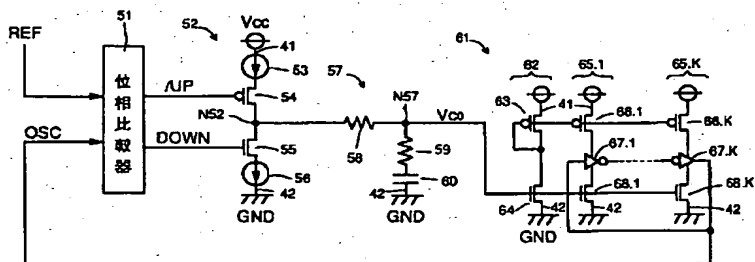 51
52
Vcc
61
REF
41
53
57
62
65.1
65.K
位相比較器
/UP
54
N57
63
41
66.1
66.K
N52
Vco
OSC
DOWN
55
58
59
67.1
67.K
56
60
68.1
68.K
42
42
64
42
42
42
GND
GND
GND